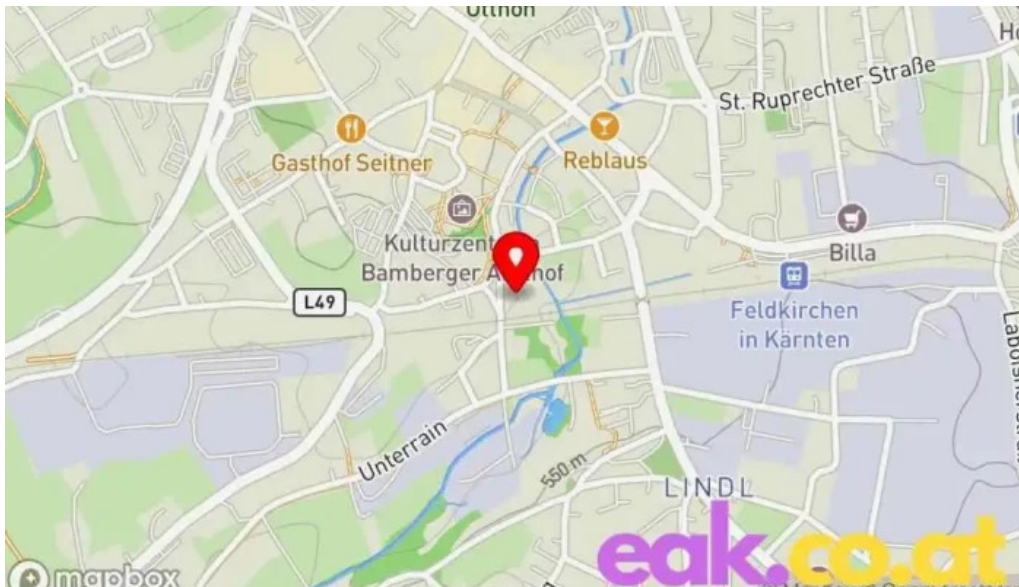 St. Ruprechter Straße
Gasthof Seitner
Reblaus
Billa
L49
Feldkirchen
in Kärnten
Unterrain
550 m
LINDL
eak.co.at
mapbox